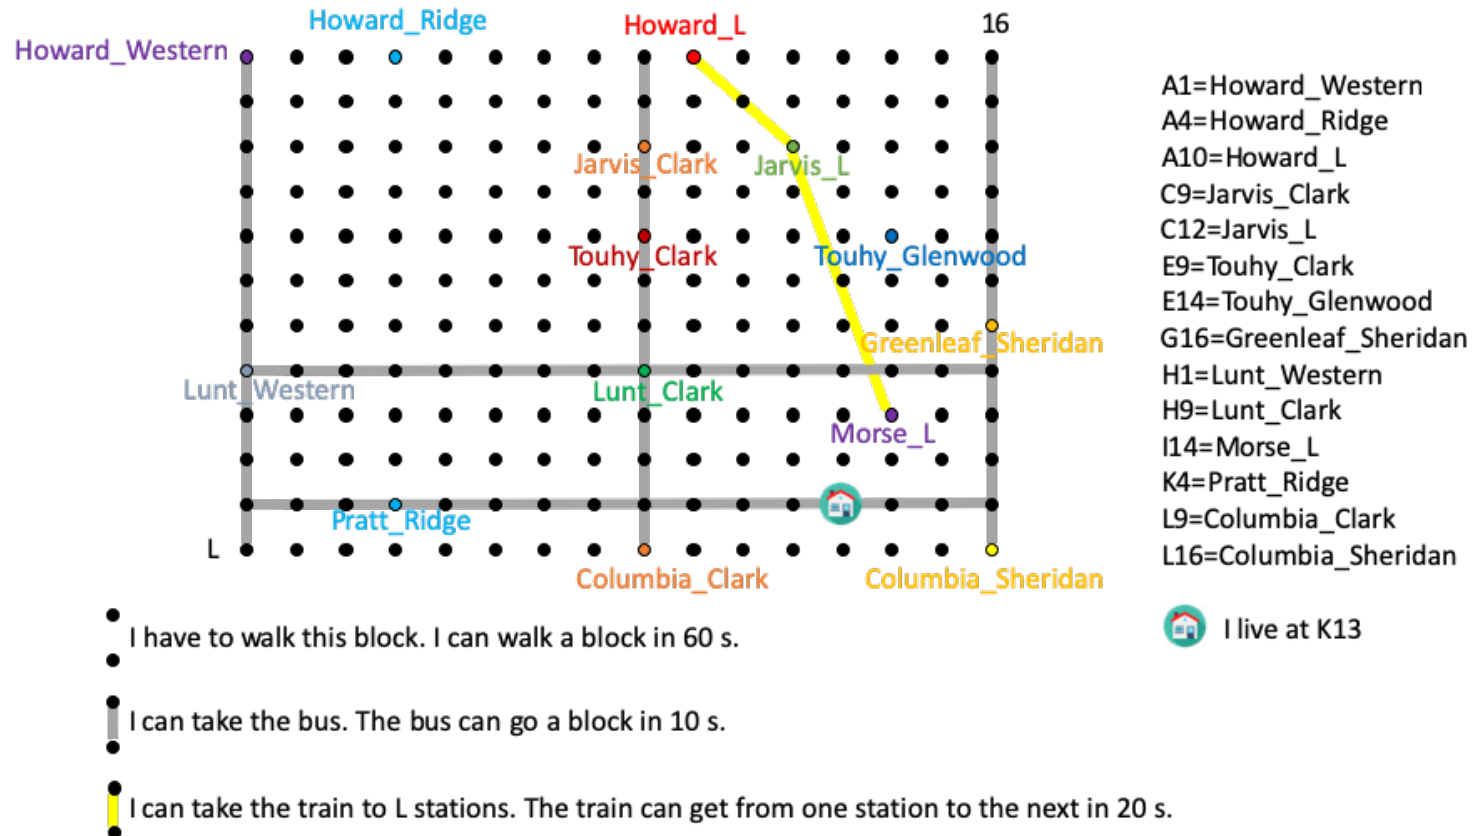 Howard_Ridge
Howard_L
16
Howard_Western
Jarvis_Clark
Jarvis_L
Touhy_Clark
Touhy_Glenwood
Greenleaf_Sheridan
Lunt_Western
Lunt_Clark
Morse_L
Pratt_Ridge
L
Columbia_Clark
Columbia_Sheridan
A1=Howard_Western
A4=Howard_Ridge
A10=Howard_L
C9=Jarvis_Clark
C12=Jarvis_L
E9=Touhy_Clark
E14=Touhy_Glenwood
G16=Greenleaf_Sheridan
H1=Lunt_Western
H9=Lunt_Clark
I14=Morse_L
K4=Pratt_Ridge
L9=Columbia_Clark
L16=Columbia_Sheridan
I live at K13
I have to walk this block. I can walk a block in 60 s.
I can take the bus. The bus can go a block in 10 s.
I can take the train to L stations. The train can get from one station to the next in 20 s.